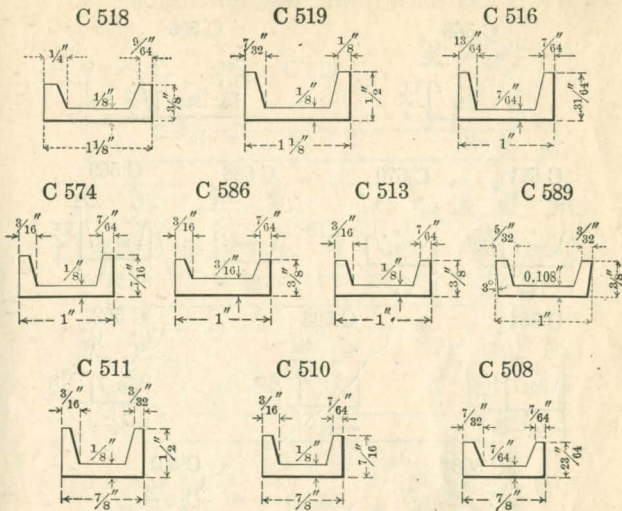 C 518 C 519 C 516
1/4" 9/64" 7/32" 1/8" 13/64" 7/64"
1/8" 3/8" 1/8" 1/2" 7/64" 31/64"
1 1/8" 1 1/8" 1"
C 574 C 586 C 513 C 589
3/16" 7/64" 3/16" 7/64" 3/16" 7/64" 5/32" 3/32"
1/8" 7/16" 3/16" 3/8" 1/8" 3/8" 3° 0,108" 3/8"
1" 1" 1" 1"
C 511 C 510 C 508
3/16" 3/32" 3/16" 7/64" 7/32" 7/64"
1/8" 1/2" 1/8" 7/16" 7/64" 23/64"
7/8" 7/8" 7/8"